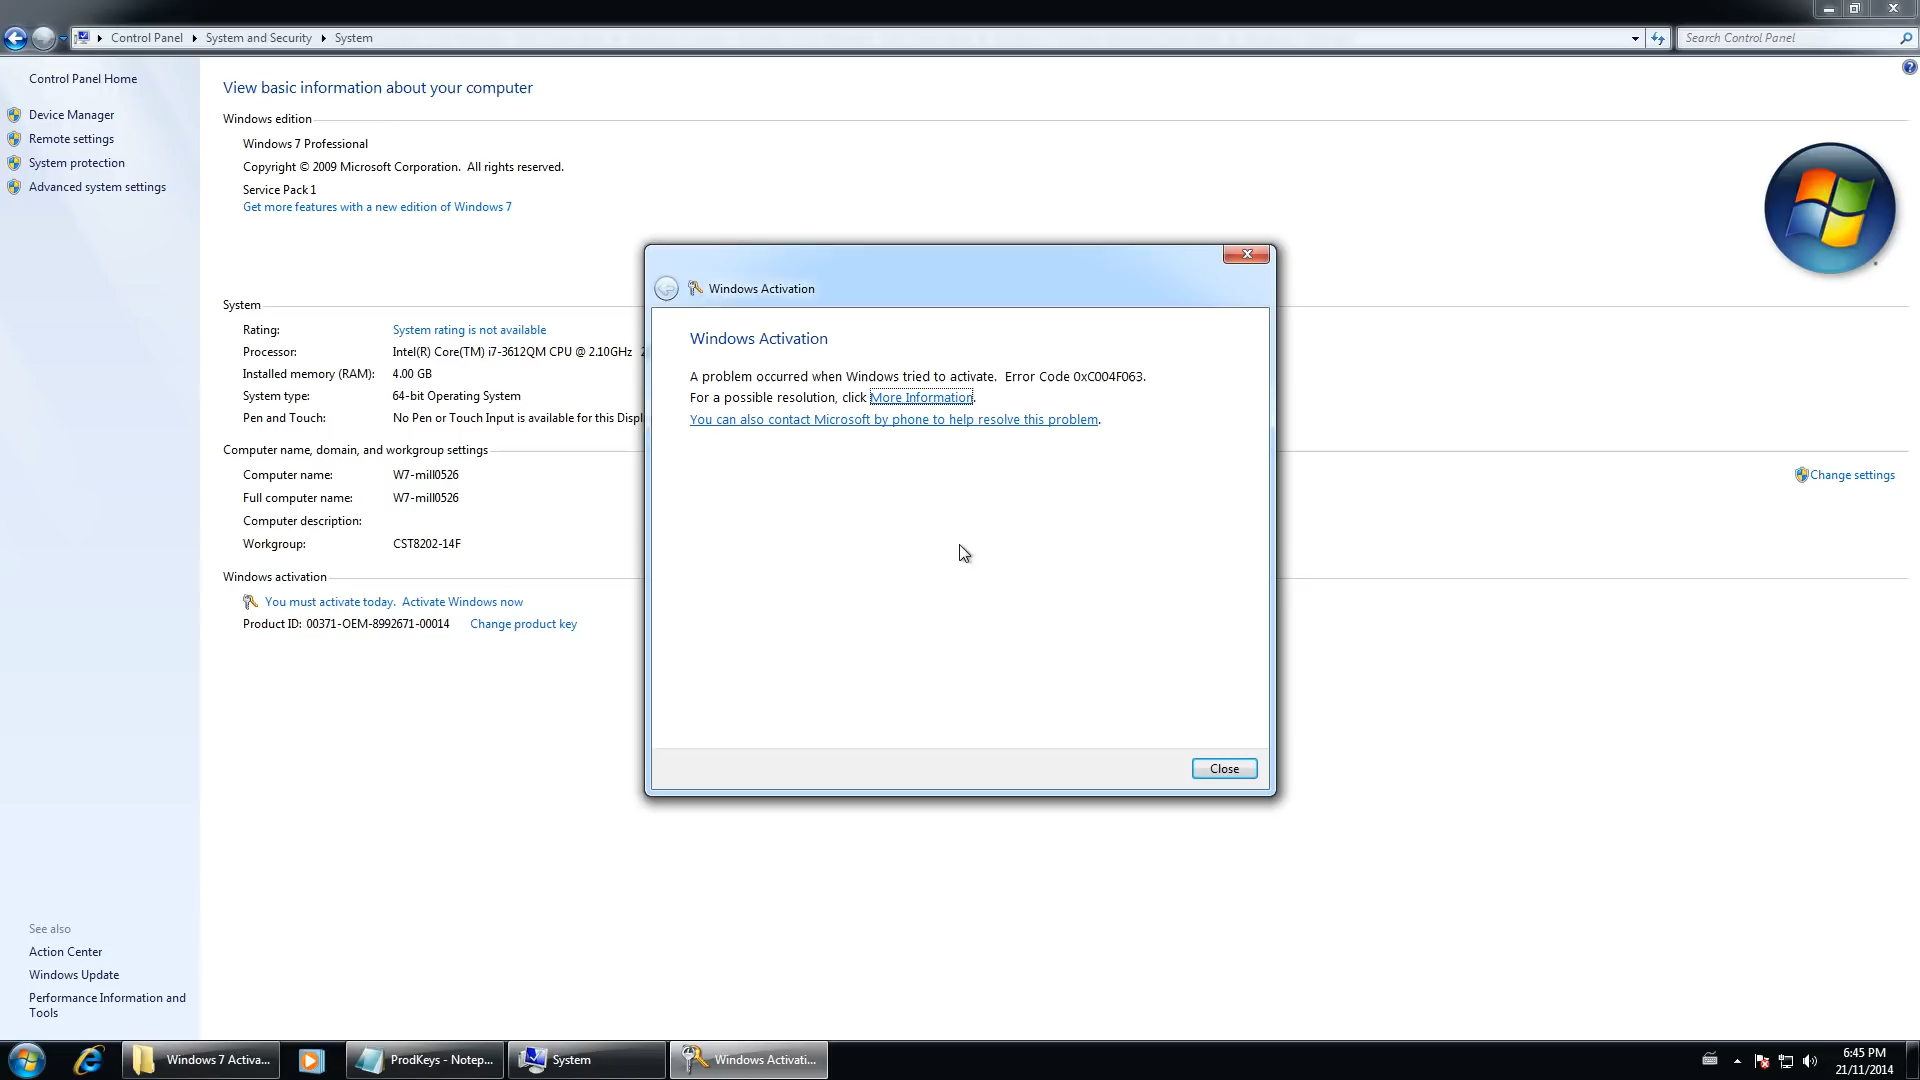 Control Panel
System and Security
System
Search Control Panel
Control Panel Home
Device Manager
Remote settings
System protection
Advanced system settings
View basic information about your computer
Windows edition
Windows 7 Professional
Copyright © 2009 Microsoft Corporation.  All rights reserved.
Service Pack 1
Get more features with a new edition of Windows 7
System
Rating: System rating is not available
Processor: Intel(R) Core(TM) i7-3612QM CPU @ 2.10GHz
Installed memory (RAM): 4.00 GB
System type: 64-bit Operating System
Pen and Touch: No Pen or Touch Input is available for this
Computer name, domain, and workgroup settings
Computer name: W7-mill0526
Full computer name: W7-mill0526
Computer description:
Workgroup: CST8202-14F
Change settings
Windows activation
You must activate today.  Activate Windows now
Product ID: 00371-OEM-8992671-00014 Change product key
Windows Activation
Windows Activation
A problem occurred when Windows tried to activate.  Error Code 0xC004F063.
For a possible resolution, click More Information.
You can also contact Microsoft by phone to help resolve this problem.
Close
See also
Action Center
Windows Update
Performance Information and
Tools
Windows 7 Activa...
ProdKeys - Notep...
System
Windows Activati...
6:45 PM
21/11/2014